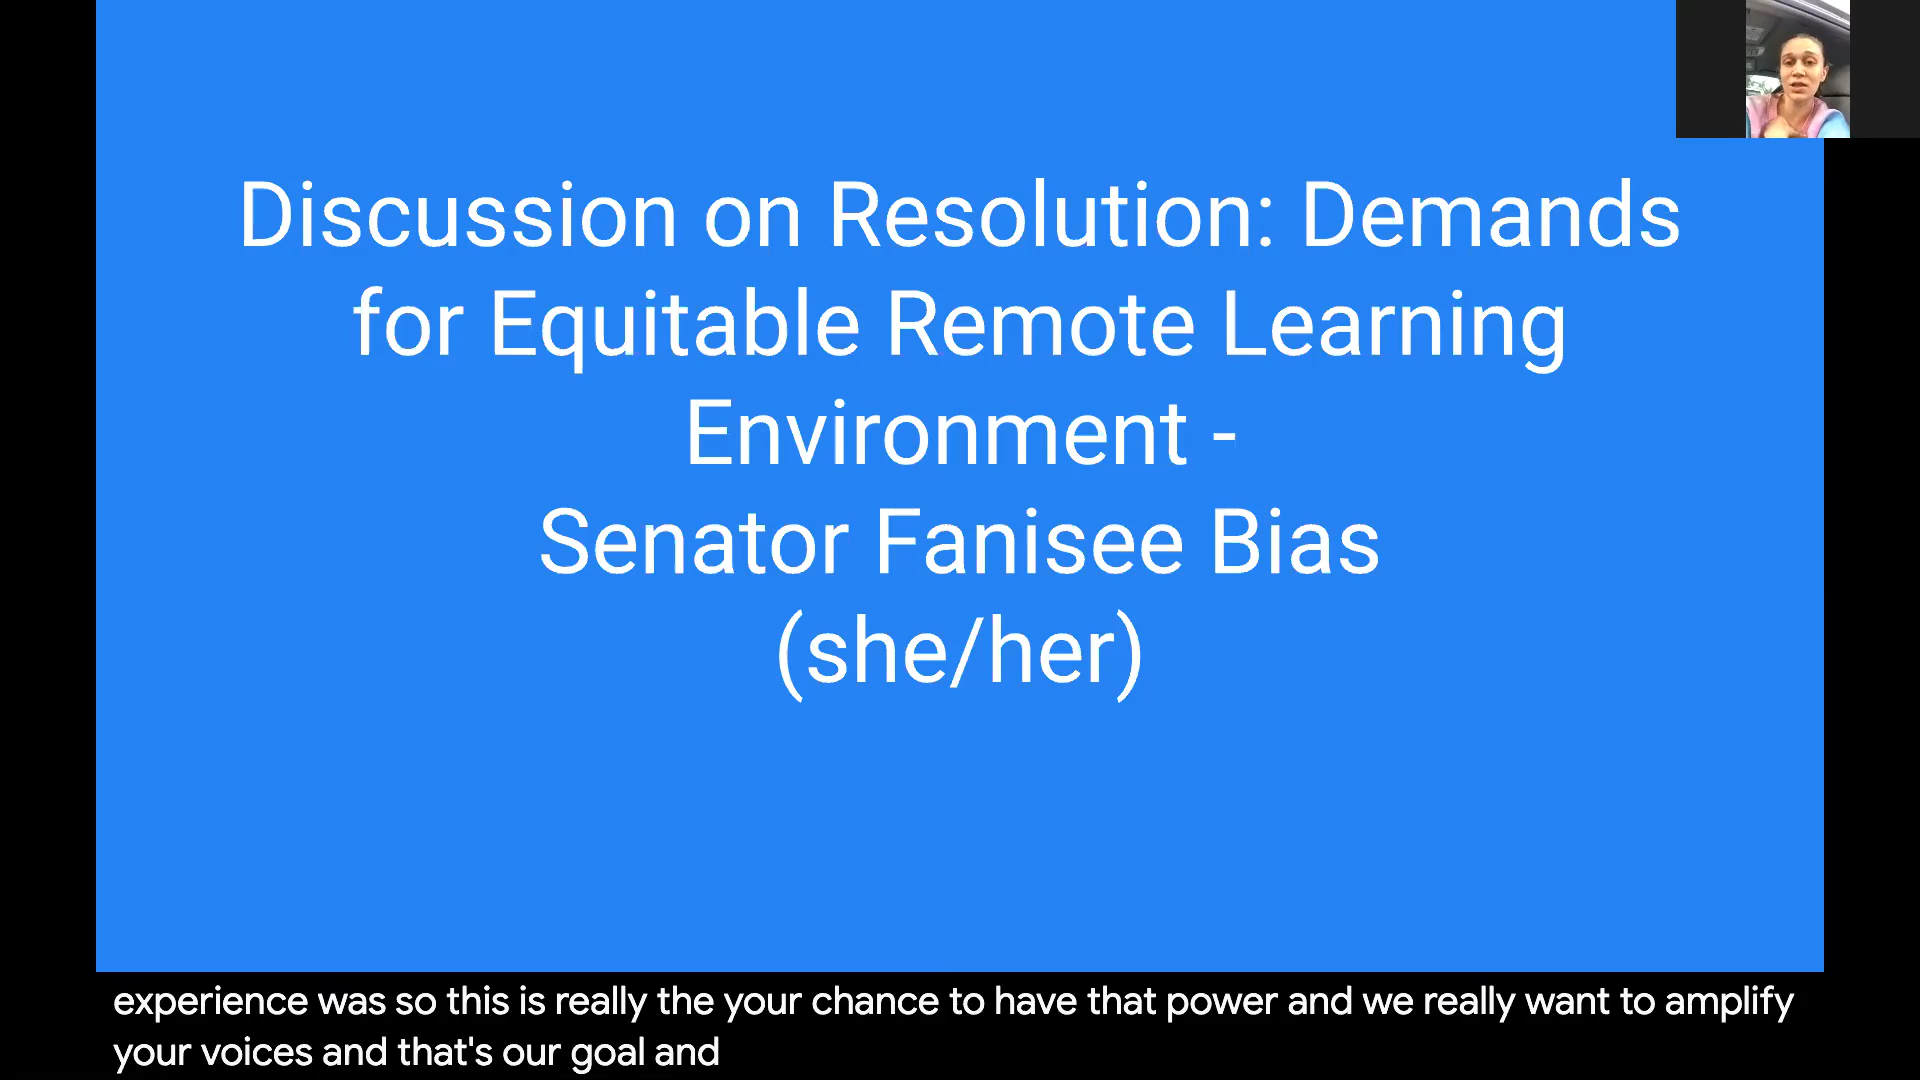 Discussion on Resolution: Demands
for Equitable Remote Learning
Environment -
Senator Fanisee Bias
(she/her)
experience was so this is really the your chance to have that power and we really want to amplify
your voices and that's our goal and